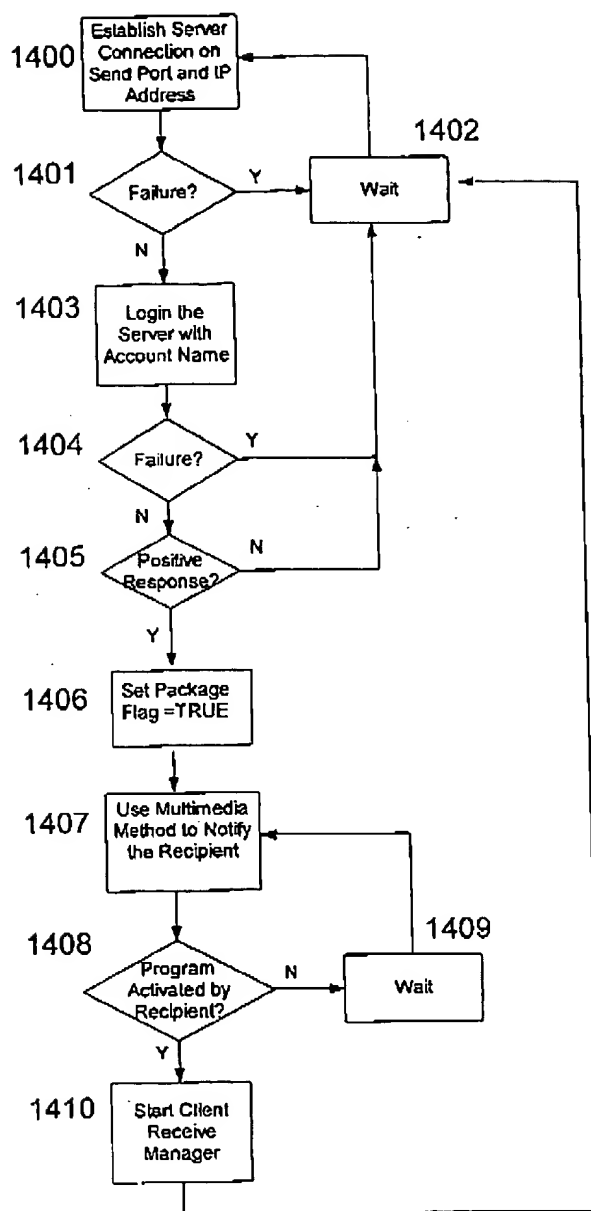 1400
Establish Server
Connection on
Send Port and IP
Address
1402
1401
Failure?
Y
Wait
N
1403
Login the
Server with
Account Name
1404
Failure?
Y
N
1405
Positive
Response?
N
Y
1406
Set Package
Flag =TRUE
1407
Use Multimedia
Method to Notify
the Recipient
1409
1408
Program
Activated by
Recipient?
N
Wait
Y
1410
Start Client
Receive
Manager